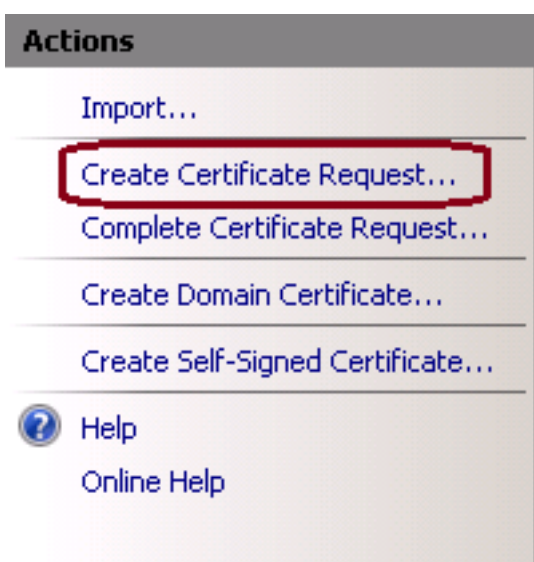 Actions
Import...
Create Certificate Request...
Complete Certificate Request...
Create Domain Certificate...
Create Self-Signed Certificate...
Help
Online Help